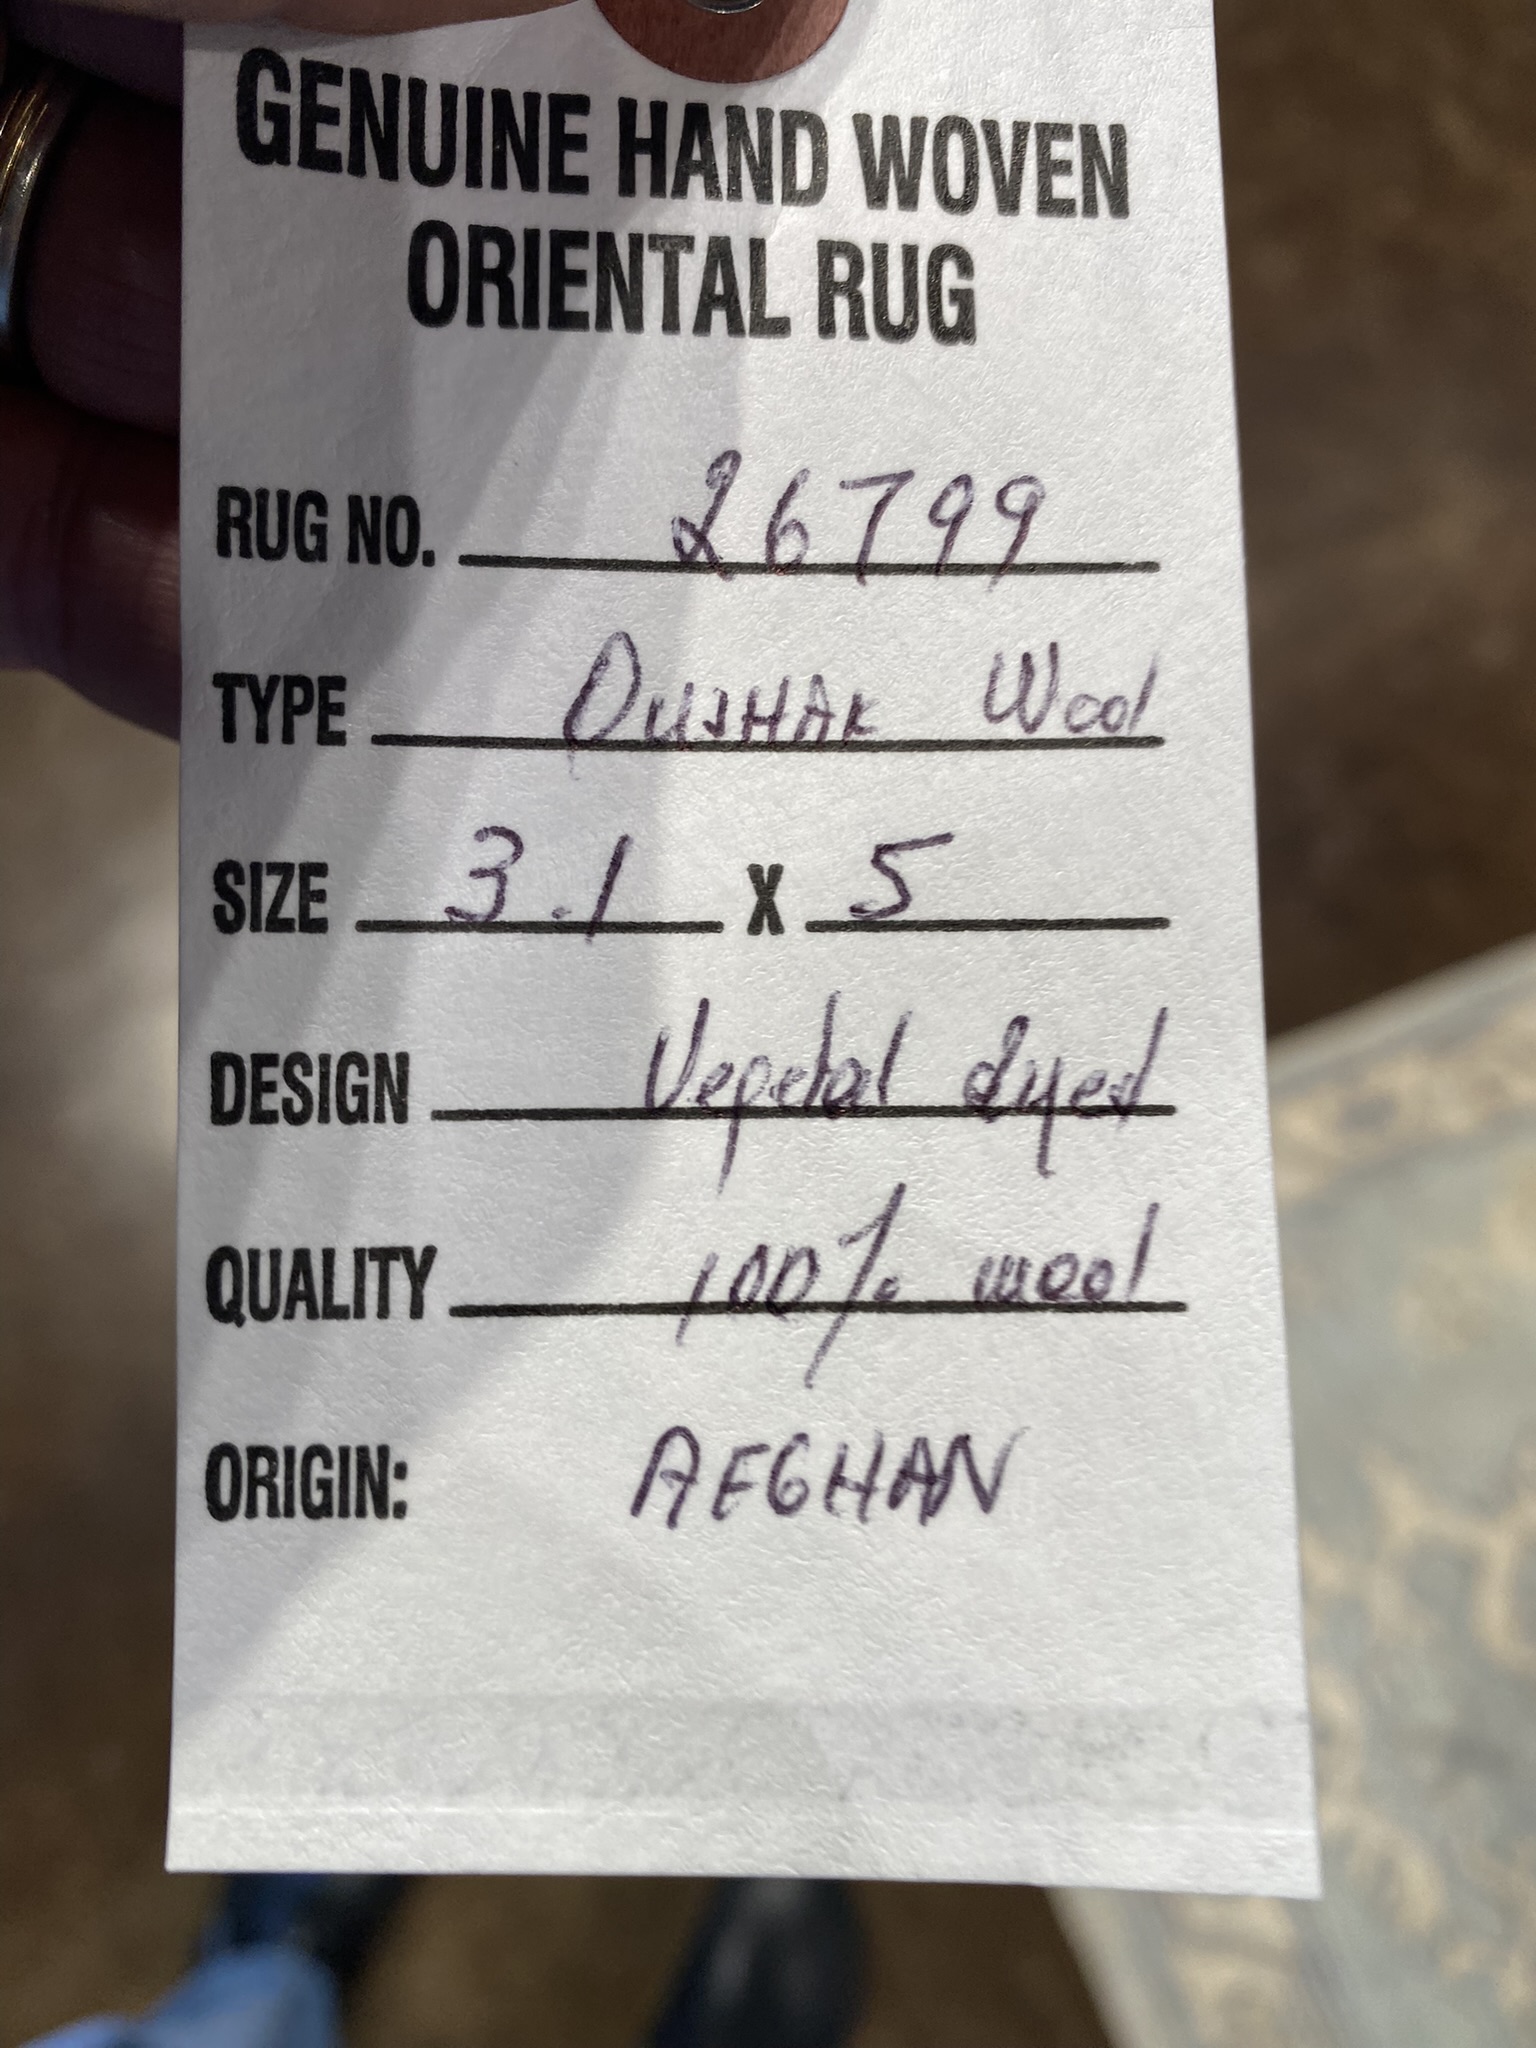 GENUINE HAND WOVEN
ORIENTAL RUG
RUG NO. 26799
TYPE OUSHAK Wool
SIZE 3.1 X 5
DESIGN Vegetal dyed
QUALITY 100% wool
ORIGIN: AFGHAN